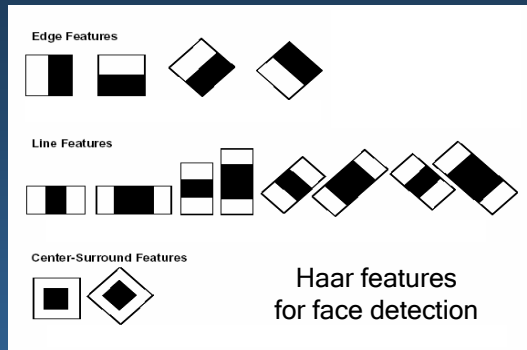 Edge Features
Line Features
Center-Surround Features
Haar features
for face detection